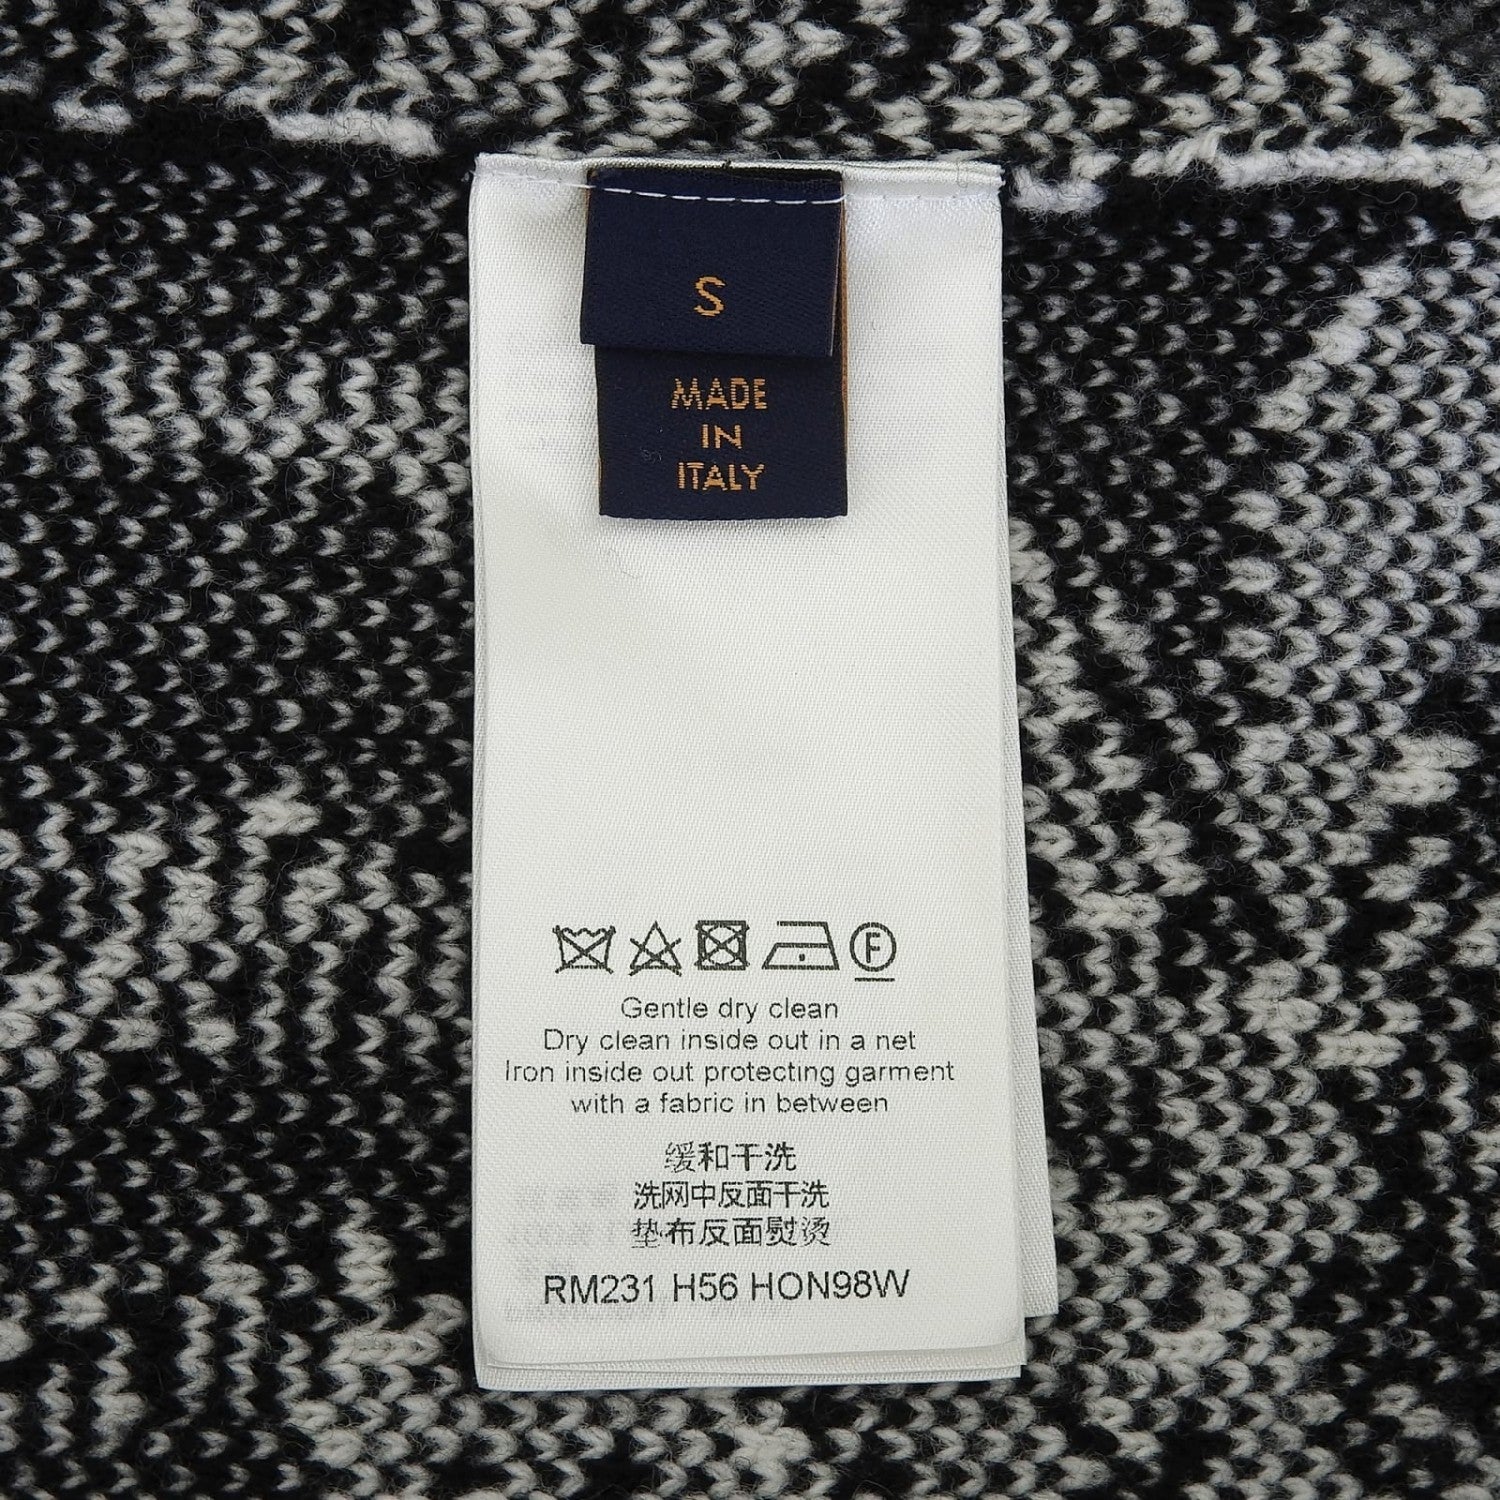 S
MADE
IN
ITALY
F
Gentle dry clean
Dry clean inside out in a net
Iron inside out protecting garment
with a fabric in between
缓和干洗
洗网中反面干洗
垫布反面熨烫
RM231 H56 HON98W